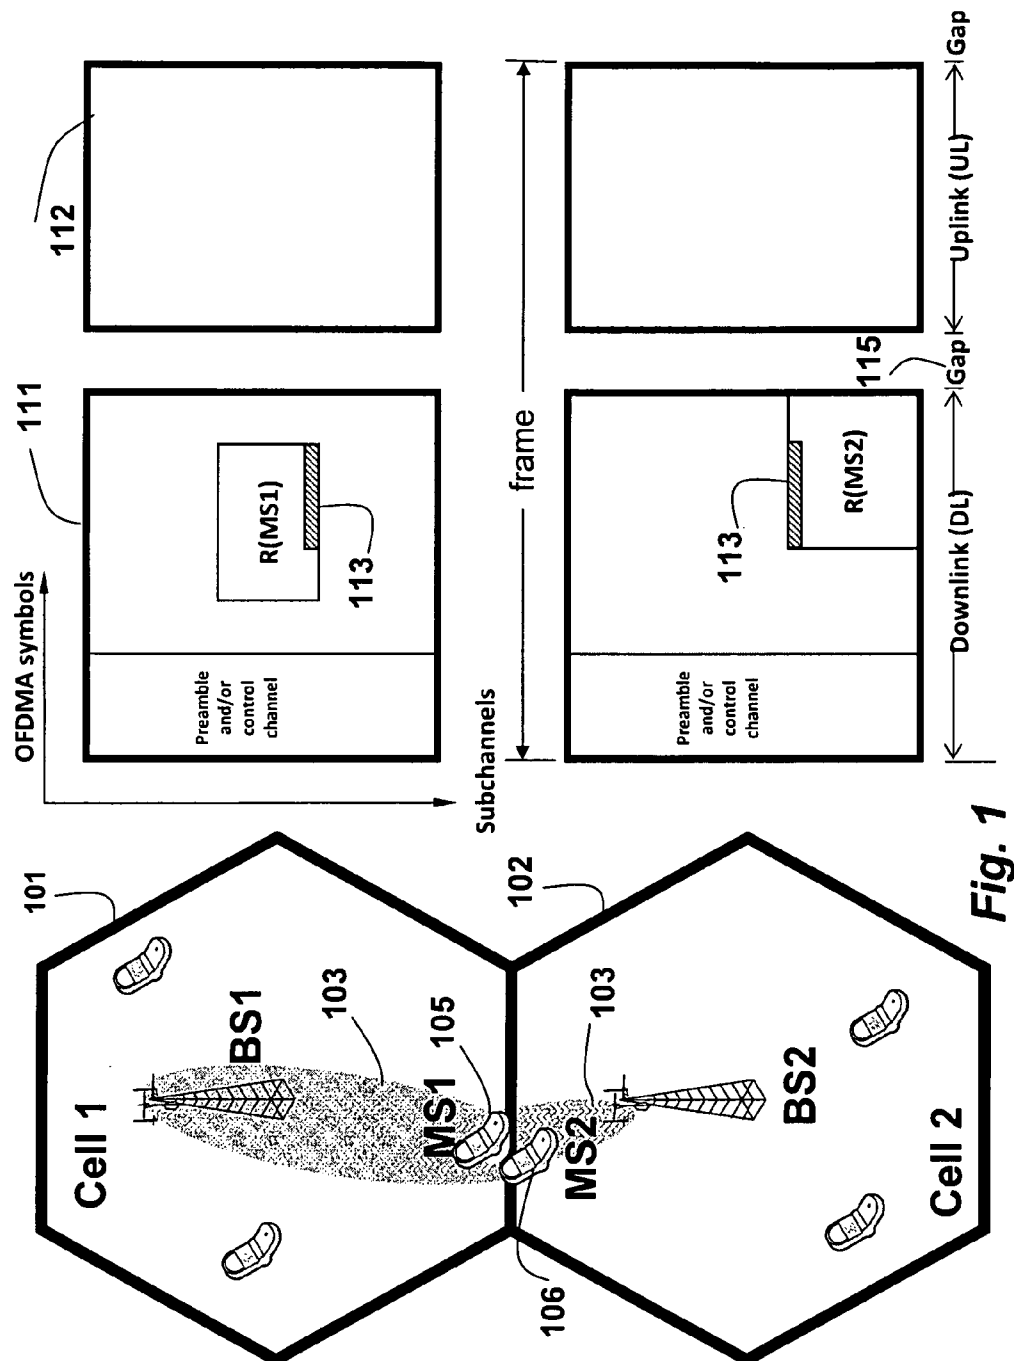 101
Cell 1
BS1
103
MS1
105
106
MS2
103
102
BS2
Cell 2
OFDMA symbols
Subchannels
111
112
Preamble
and/or
control
channel
R(MS1)
113
frame
Preamble
and/or
control
channel
113
R(MS2)
115
Downlink (DL)
Gap
Uplink (UL)
Gap
Fig. 1